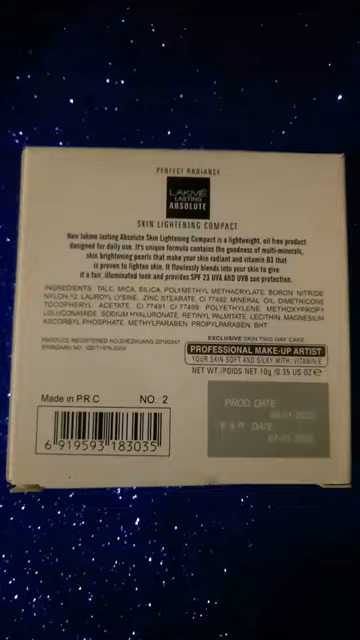 PERFECT RADIANCE
LAKMÉ
LASTING
ABSOLUTE
SKIN LIGHTENING COMPACT
New lakme lasting Absolute Skin Lightening Compact is a lightweight, oil free product
designed for daily use. It's unique formula contains the goodness of multi-minerals,
skin brightening pearls that make your skin radiant and vitamin B3 that
is proven to lighten skin. It flawlessly blends into your skin to give
it a fair, illuminated look and provides SPF 23 UVA AND UVB sun protection.
INGREDIENTS: TALC, MICA, SILICA, POLYMETHYL METHACRYLATE, BORON NITRIDE
NYLON-12, LAUROYL LYSINE, ZINC STEARATE, CI 77492, MINERAL OIL, DIMETHICONE
TOCOPHERYL ACETATE CI 77491 CI 77499 POLYETHYLENE, METHOXYPROPY
LGLUCONAMIDE, SODIUM HYALURONATE, RETINYL PALMITATE, LECITHIN, MAGNESIUM
ASCORBYL PHOSPHATE, METHYLPARABEN, PROPYLPARABEN, BHT
PRODUCE REGISTERED NO:ZHEZHUANG
STANDARD NO.: GB/T1976-2004
EXCLUSIVE SKIN TWO WAY CAKE
PROFESSIONAL MAKE-UP ARTIST
YOUR SKIN SOFT AND SILKY WITH VITAMIN E
NET WT./POIDS NET 10g/0.35 US OZ e
Made in P.R.C NO. 2
6 919593 183035
PROD. DATE
EXP. DATE